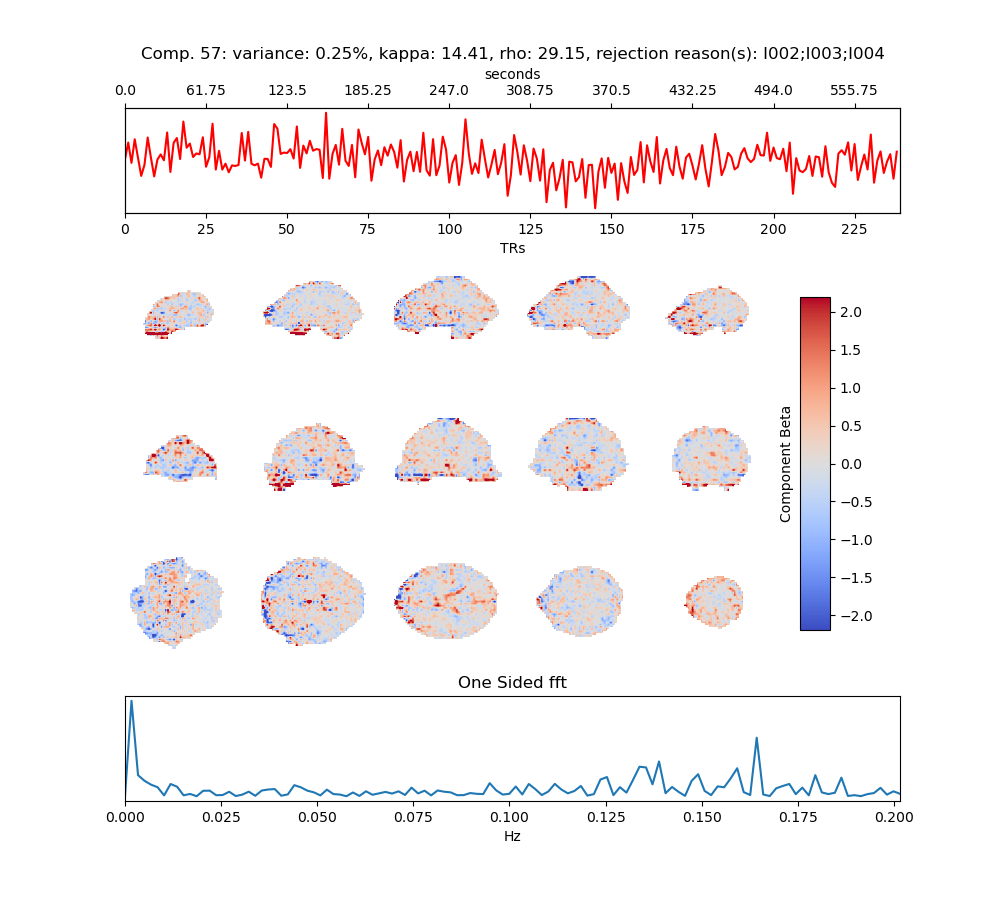 Comp. 57: variance: 0.25%, kappa: 14.41, rho: 29.15, rejection reason(s): I002;I003;I004
seconds
0.0 61.75 123.5 185.25 247.0 308.75 370.5 432.25 494.0 555.75
0 25 50 75 100 125 150 175 200 225
TRs
2.0
1.5
1.0
0.5
0.0
−0.5
−1.0
−1.5
−2.0
Component Beta
One Sided fft
0.000 0.025 0.050 0.075 0.100 0.125 0.150 0.175 0.200
Hz